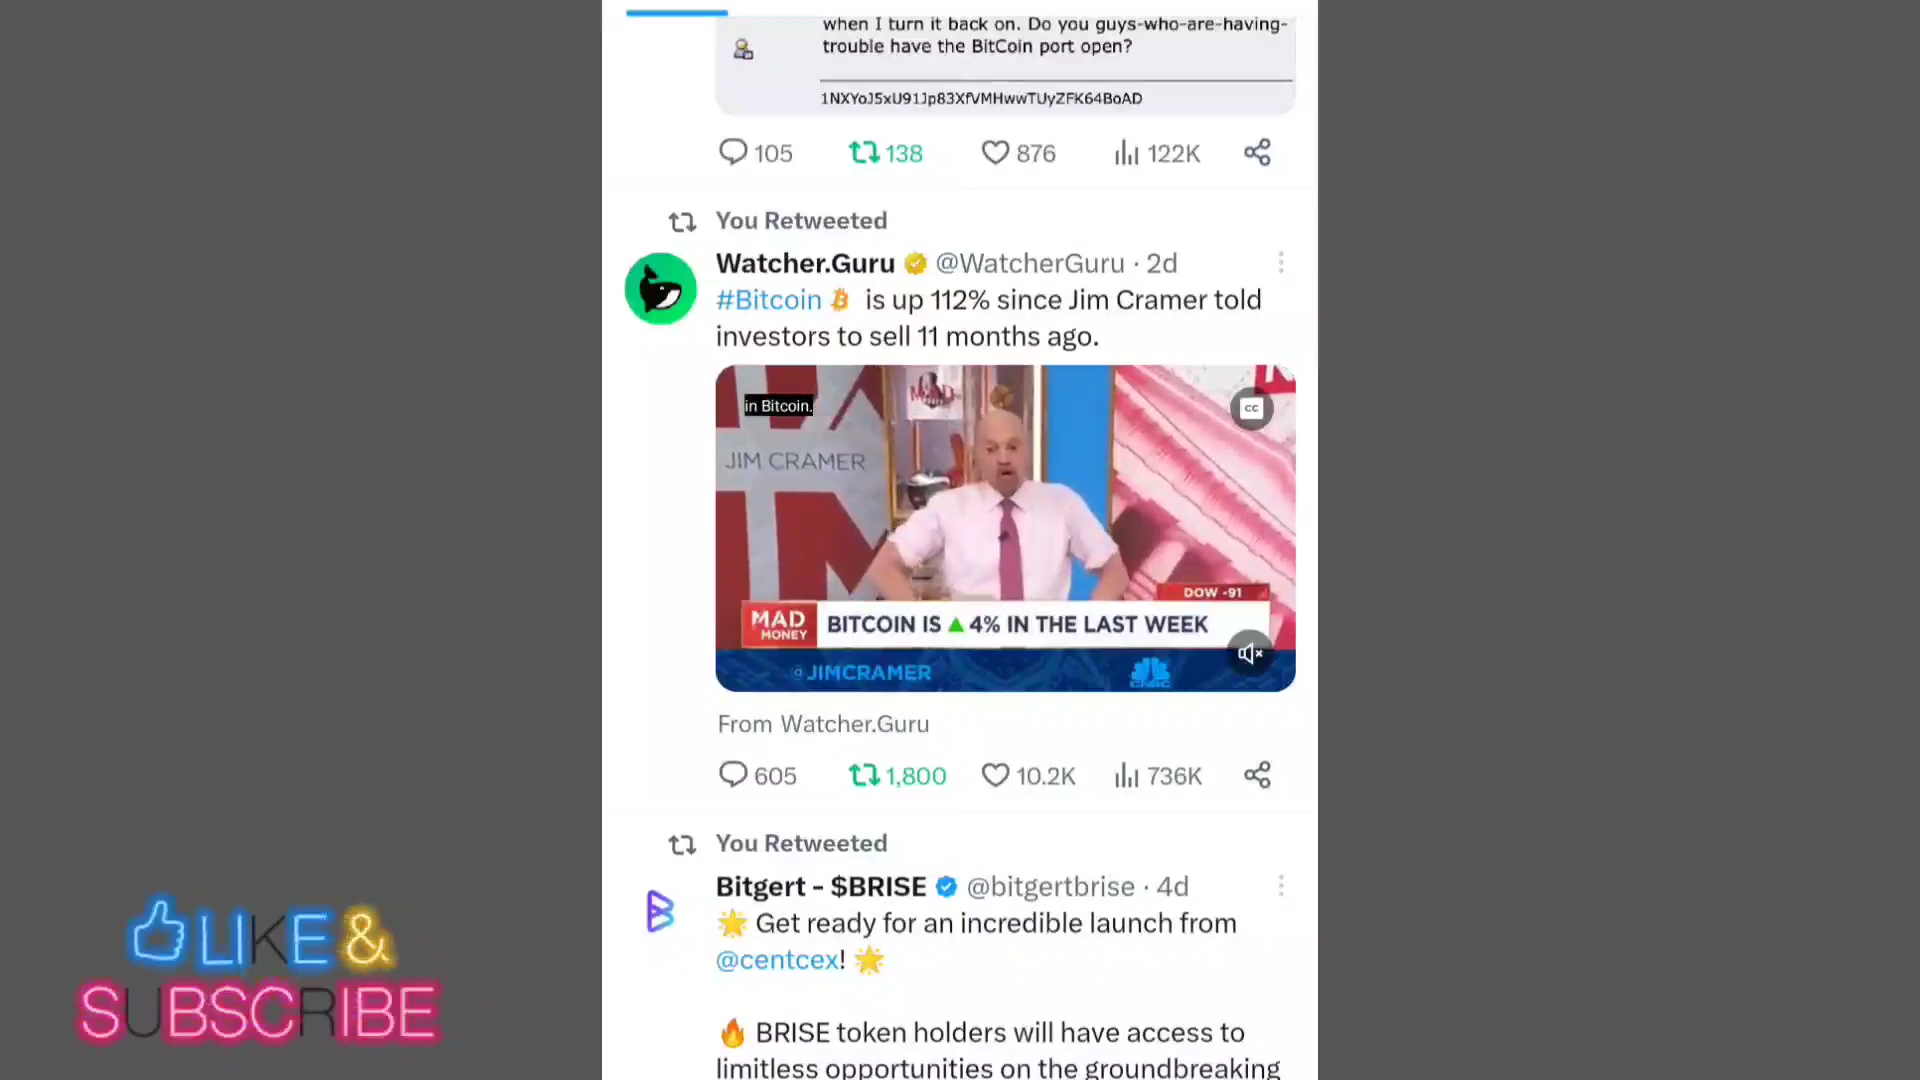 when I turn it back on. Do you guys-who-are-having-
trouble have the BitCoin port open?
1NXYoJ5xU91Jp83XfVMHwwTUyZFK64BoAD
105 138 876 122K
You Retweeted
Watcher.Guru @WatcherGuru · 2d
#Bitcoin is up 112% since Jim Cramer told
investors to sell 11 months ago.
in Bitcoin.
CC
MAD
JIM CRAMER
DOW -91
MAD
MONEY
BITCOIN IS ▲ 4% IN THE LAST WEEK
@JIMCRAMER
CNBC
From Watcher.Guru
605 1,800 10.2K 736K
You Retweeted
Bitgert - $BRISE @bitgertbrise · 4d
🌟 Get ready for an incredible launch from
@centcex! 🌟
🔥 BRISE token holders will have access to
limitless opportunities on the groundbreaking
LIKE &
SUBSCRIBE